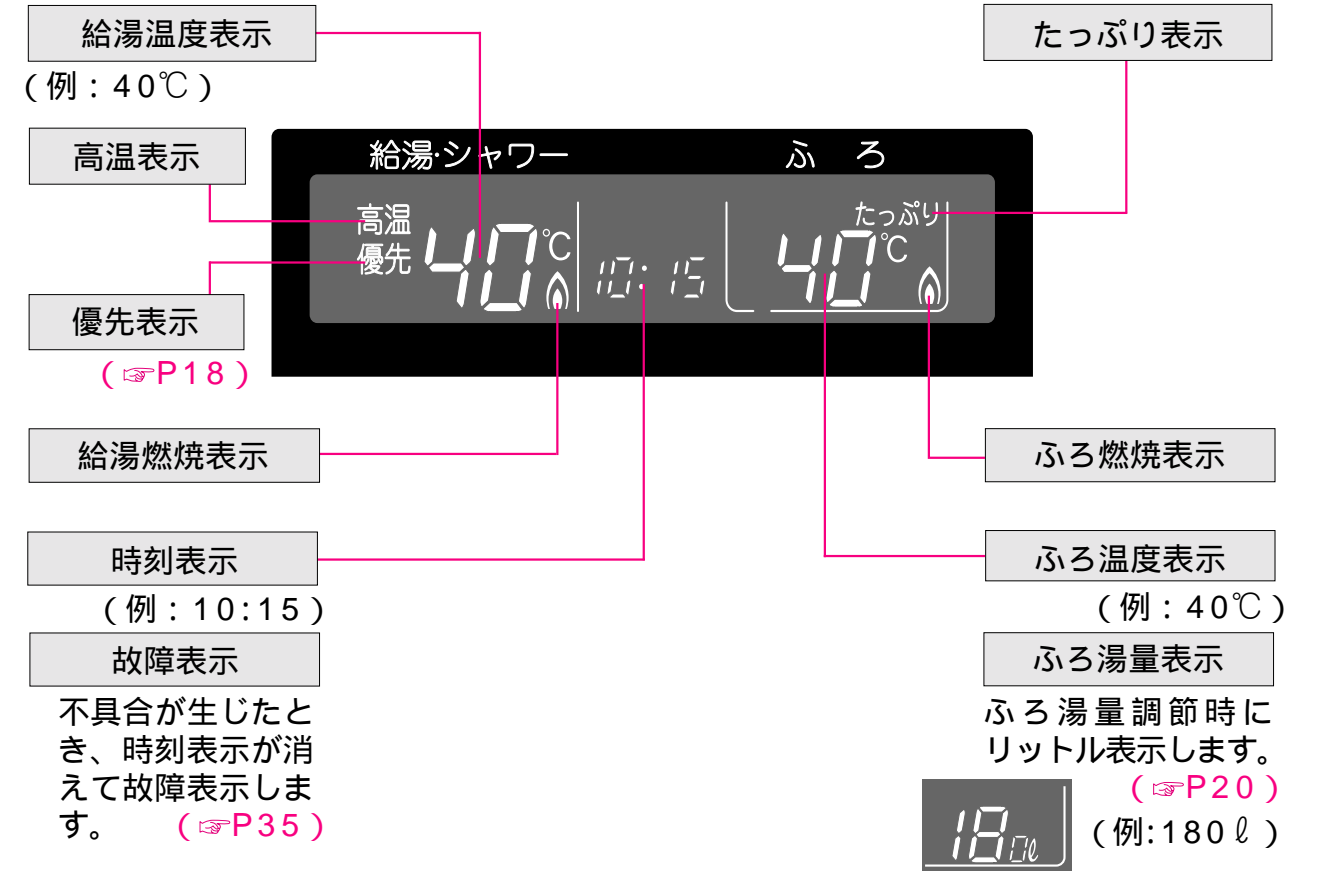 給湯温度表示
(例:40℃)
高温表示
優先表示
(☞P18)
給湯燃焼表示
時刻表示
(例:10:15)
故障表示
不具合が生じたと
き、時刻表示が消
えて故障表示しま
す。 (☞P35)
給湯・シャワー
ふろ
高温
優先
40℃
10:15
たっぷり
40℃
たっぷり表示
ふろ燃焼表示
ふろ温度表示
(例:40℃)
ふろ湯量表示
ふろ湯量調節時に
リットル表示します。
(☞P20)
180ℓ
(例:180ℓ)